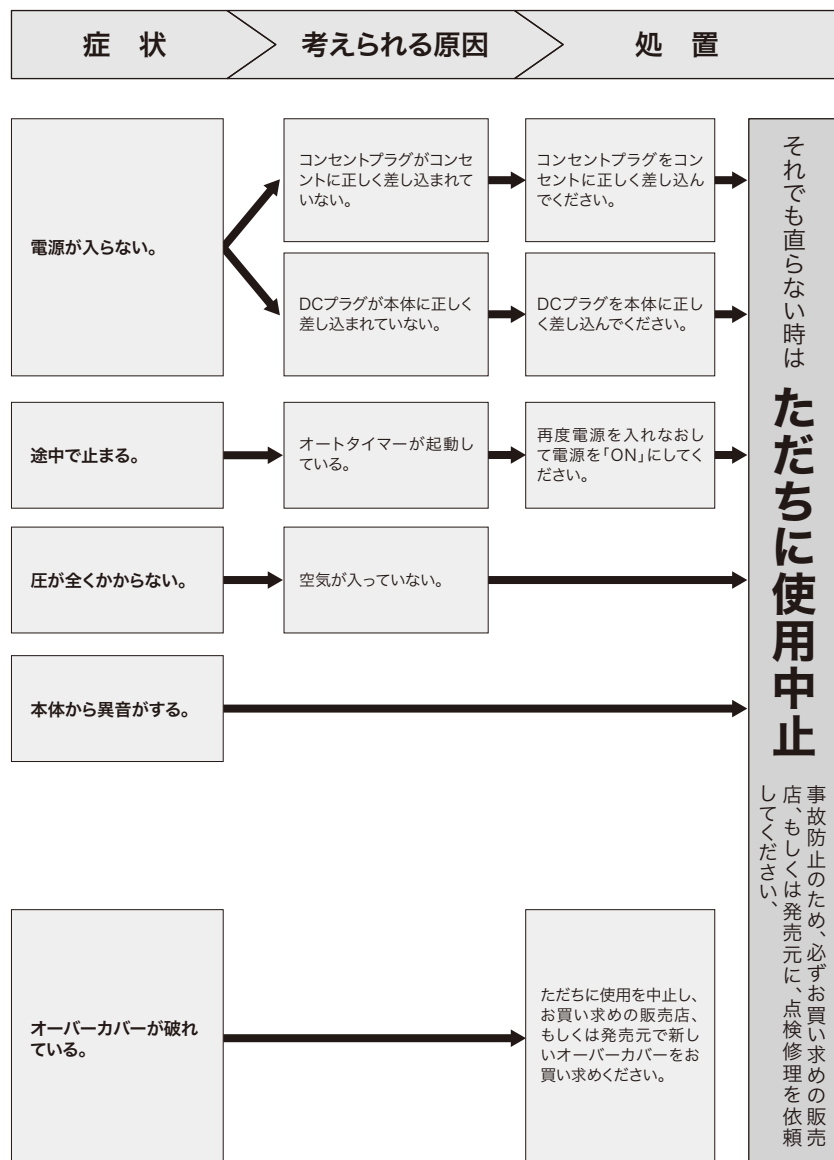 症 状
考えられる原因
処 置
電源が入らない。
コンセントプラグがコンセ
ントに正しく差し込まれて
いない。
コンセントプラグをコン
セントに正しく差し込ん
でください。
DCプラグが本体に正しく
差し込まれていない。
DCプラグを本体に正し
く差し込んでください。
途中で止まる。
オートタイマーが起動し
ている。
再度電源を入れなおし
て電源を「ON」にしてく
ださい。
圧が全くかからない。
空気が入っていない。
本体から異音がする。
オーバーカバーが破れ
ている。
ただちに使用を中止し、
お買い求めの販売店、
もしくは発売元で新し
いオーバーカバーをお
買い求めください。
それでも直らない時は
ただちに使用中止
事故防止のため、必ずお買い求めの販売
店、もしくは発売元に、点検修理を依頼
してください、